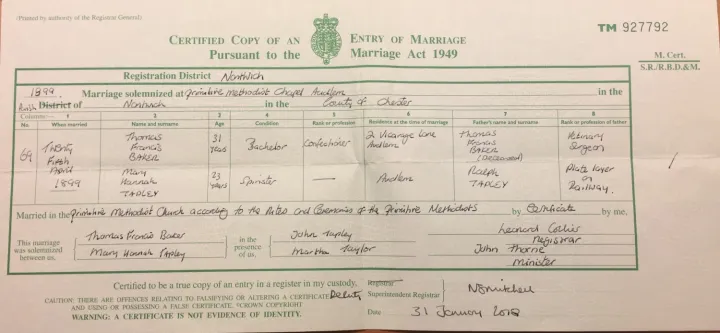 (Printed by authority of the Registrar General)
TM 927792
CERTIFIED COPY OF AN ENTRY OF MARRIAGE
Pursuant to the Marriage Act 1949
M. Cert.
S.R./R.B.D.&M.
Registration District Nantwich
1899. Marriage solemnized at Primitive Methodist Chapel Audlem in the
Parish District of Nantwich in the County of Chester
Columns:— 1 2 3 4 5 6 7 8
No. When married Name and surname Age Condition Rank or profession Residence at the time of marriage Father's name and surname Rank or profession of father
69 Twenty Fifth April 1899
Thomas Francis BAKER 31 years Bachelor Confectioner 2 Vicarage Lane Audlem Thomas Francis BAKER (Deceased) Vetinary Surgeon
Mary Hannah TAPLEY 23 years Spinster — Audlem Ralph TAPLEY Plate layer on Railway.
Married in the Primitive Methodist Church according to the Rites and Ceremonies of the Primitive Methodists by Certificate by me,
This marriage was solemnized between us,
Thomas Francis Baker
Mary Hannah Tapley
in the presence of us,
John Tapley
Martha Taylor
Leonard Collier
Registrar
John Thorne
Minister
Certified to be a true copy of an entry in a register in my custody.
Registrar
Deputy Superintendent Registrar
CAUTION: THERE ARE OFFENCES RELATING TO FALSIFYING OR ALTERING A CERTIFICATE
AND USING OR POSSESSING A FALSE CERTIFICATE. ©CROWN COPYRIGHT
WARNING: A CERTIFICATE IS NOT EVIDENCE OF IDENTITY.
Date 31 January 2018